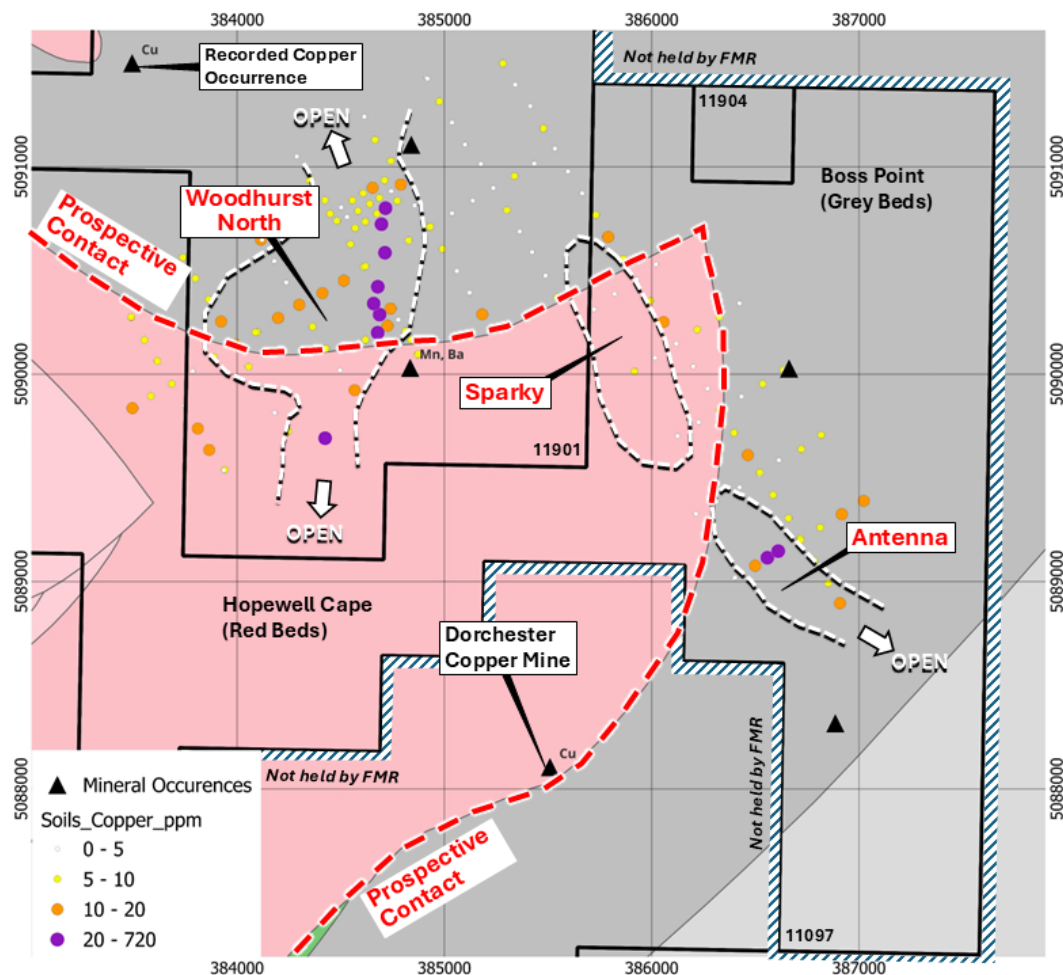 384000
385000
386000
387000
Cu
Recorded Copper
Occurrence
Not held by FMR
11904
OPEN
5091000
5091000
Boss Point
(Grey Beds)
Woodhurst
North
Prospective
Contact
Mn, Ba
5090000
5090000
Sparky
11901
OPEN
Antenna
5089000
5089000
Hopewell Cape
(Red Beds)
Dorchester
Copper Mine
OPEN
Cu
Not held by FMR
Not held by FMR
5088000
5088000
Mineral Occurences
Soils_Copper_ppm
0 - 5
5 - 10
10 - 20
20 - 720
Prospective
Contact
11097
384000
385000
386000
387000